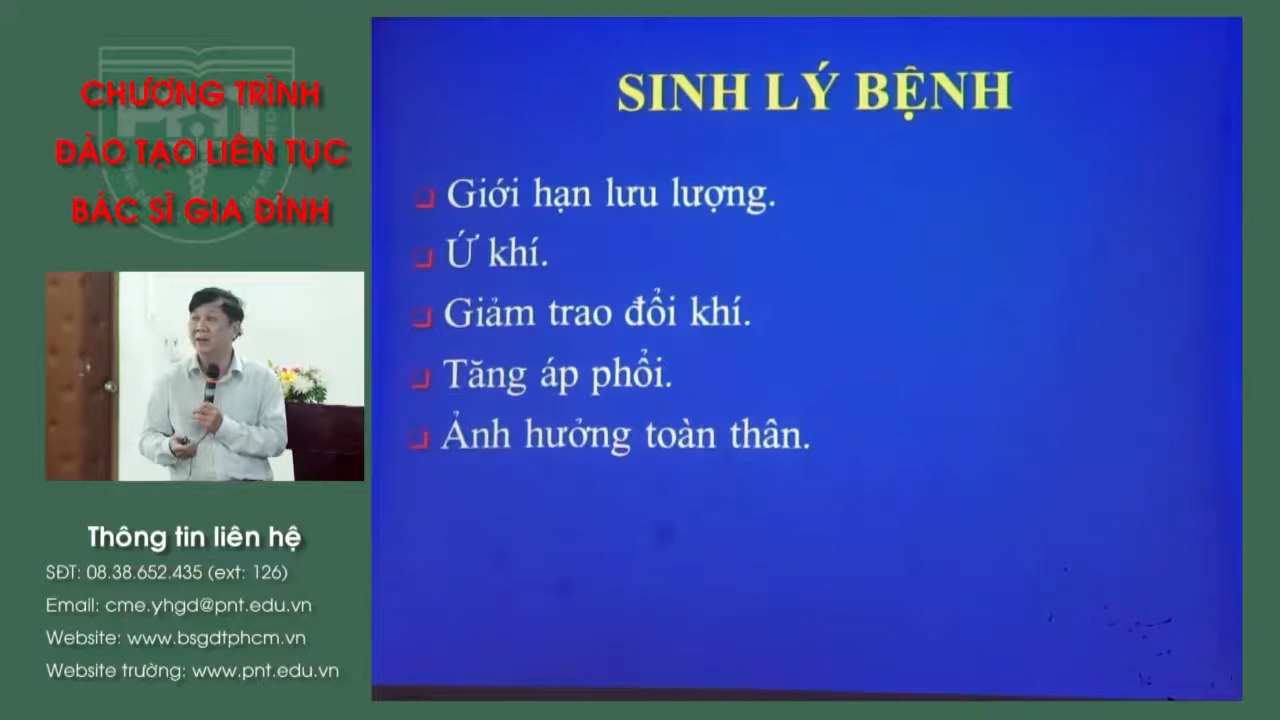 CHƯƠNG TRÌNH
ĐÀO TẠO LIÊN TỤC
BÁC SĨ GIA ĐÌNH
SINH LÝ BỆNH
Giới hạn lưu lượng.
Ứ khí.
Giảm trao đổi khí.
Tăng áp phổi.
Ảnh hưởng toàn thân.
Thông tin liên hệ
SĐT: 08.38.652.435 (ext: 126)
Email: cme.yhgd@pnt.edu.vn
Website: www.bsgdtphcm.vn
Website trường: www.pnt.edu.vn